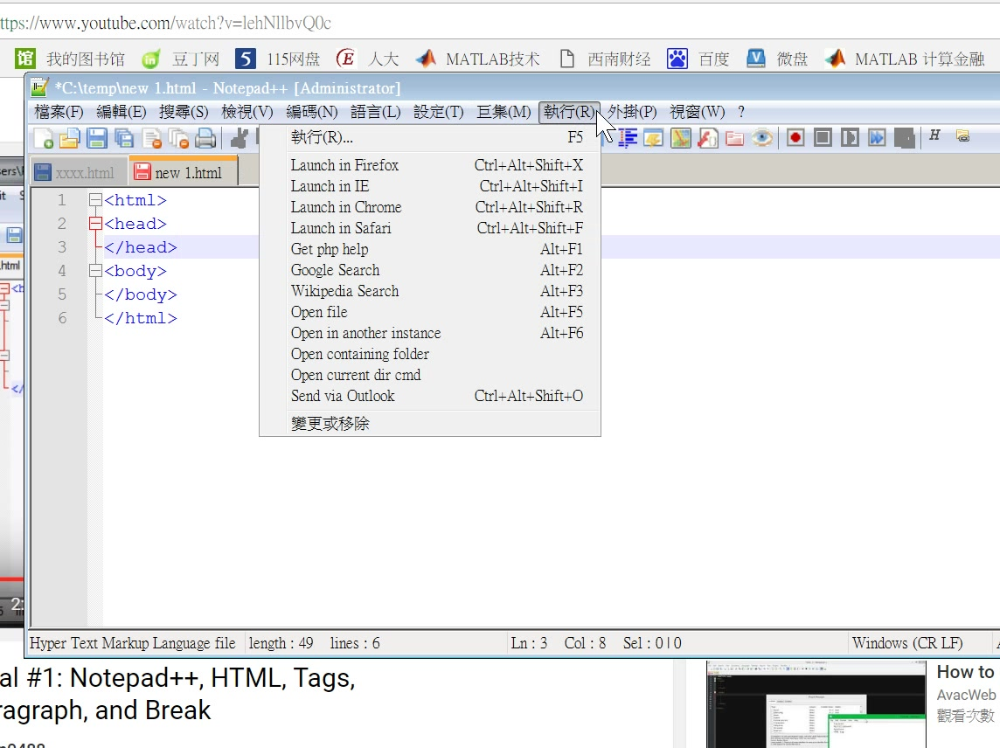 ttps://www.youtube.com/watch?v=lehNllbvQ0c
馆 我的图书馆 豆丁网 5 115网盘 E 人大 MATLAB技术 西南财经 百度 V 微盘 MATLAB 计算金融
*C:\temp\new 1.html - Notepad++ [Administrator]
檔案(F) 編輯(E) 搜尋(S) 檢視(V) 編碼(N) 語言(L) 設定(T) 巨集(M) 執行(R) 外掛(P) 視窗(W) ?
H
xxxx.html new 1.html
執行(R)... F5
Launch in Firefox Ctrl+Alt+Shift+X
Launch in IE Ctrl+Alt+Shift+I
Launch in Chrome Ctrl+Alt+Shift+R
Launch in Safari Ctrl+Alt+Shift+F
Get php help Alt+F1
Google Search Alt+F2
Wikipedia Search Alt+F3
Open file Alt+F5
Open in another instance Alt+F6
Open containing folder
Open current dir cmd
Send via Outlook Ctrl+Alt+Shift+O
變更或移除
1 <html>
2 <head>
3 </head>
4 <body>
5 </body>
6 </html>
.html
Hyper Text Markup Language file length : 49 lines : 6 Ln : 3 Col : 8 Sel : 0 | 0 Windows (CR LF)
al #1: Notepad++, HTML, Tags,
ragraph, and Break
How to
AvacWeb
觀看次數